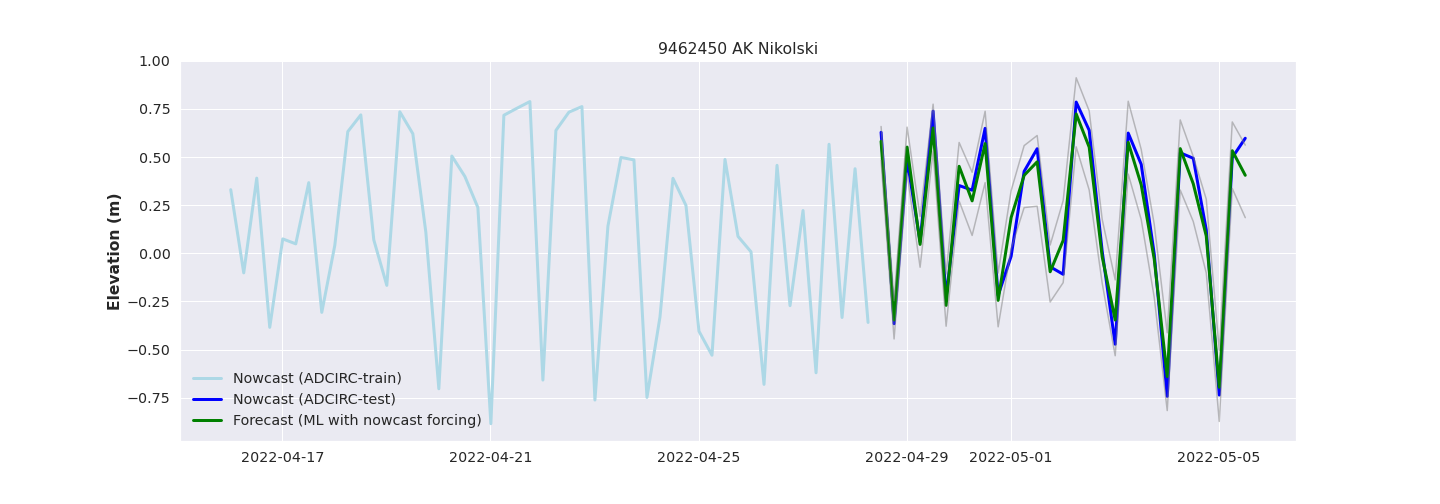 9462450 AK Nikolski
1.00
0.75
0.50
0.25
0.00
−0.25
−0.50
−0.75
Elevation (m)
Nowcast (ADCIRC-train)
Nowcast (ADCIRC-test)
Forecast (ML with nowcast forcing)
2022-04-17 2022-04-21 2022-04-25 2022-04-29 2022-05-01 2022-05-05